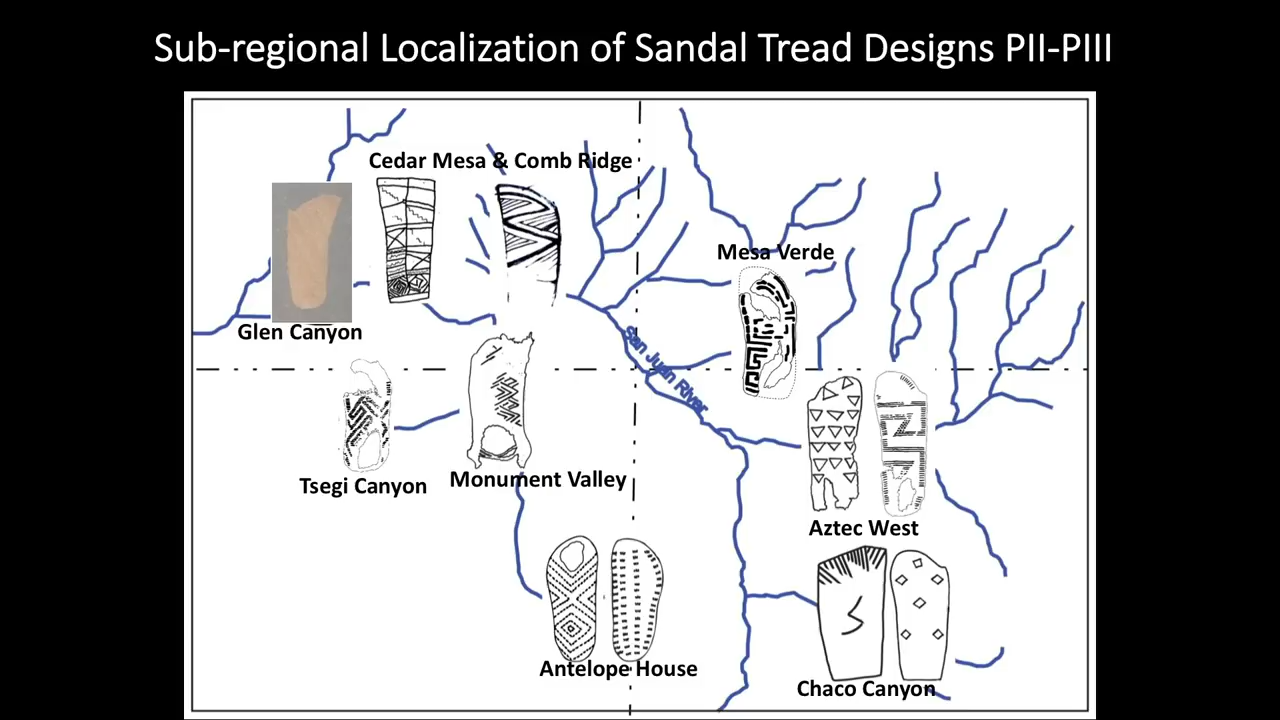 Sub-regional Localization of Sandal Tread Designs PII-PIII
Cedar Mesa & Comb Ridge
Mesa Verde
Glen Canyon
San Juan River
Tsegi Canyon
Monument Valley
Aztec West
Antelope House
Chaco Canyon